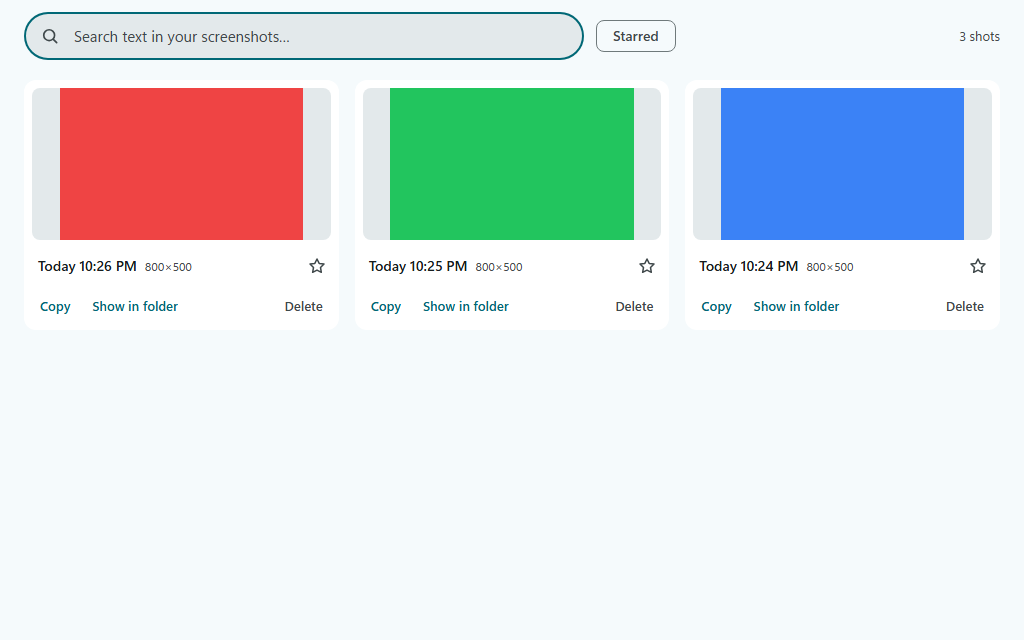 Search text in your screenshots...
Starred
3 shots
Today 10:26 PM 800×500
Today 10:25 PM 800×500
Today 10:24 PM 800×500
Copy Show in folder Delete
Copy Show in folder Delete
Copy Show in folder Delete